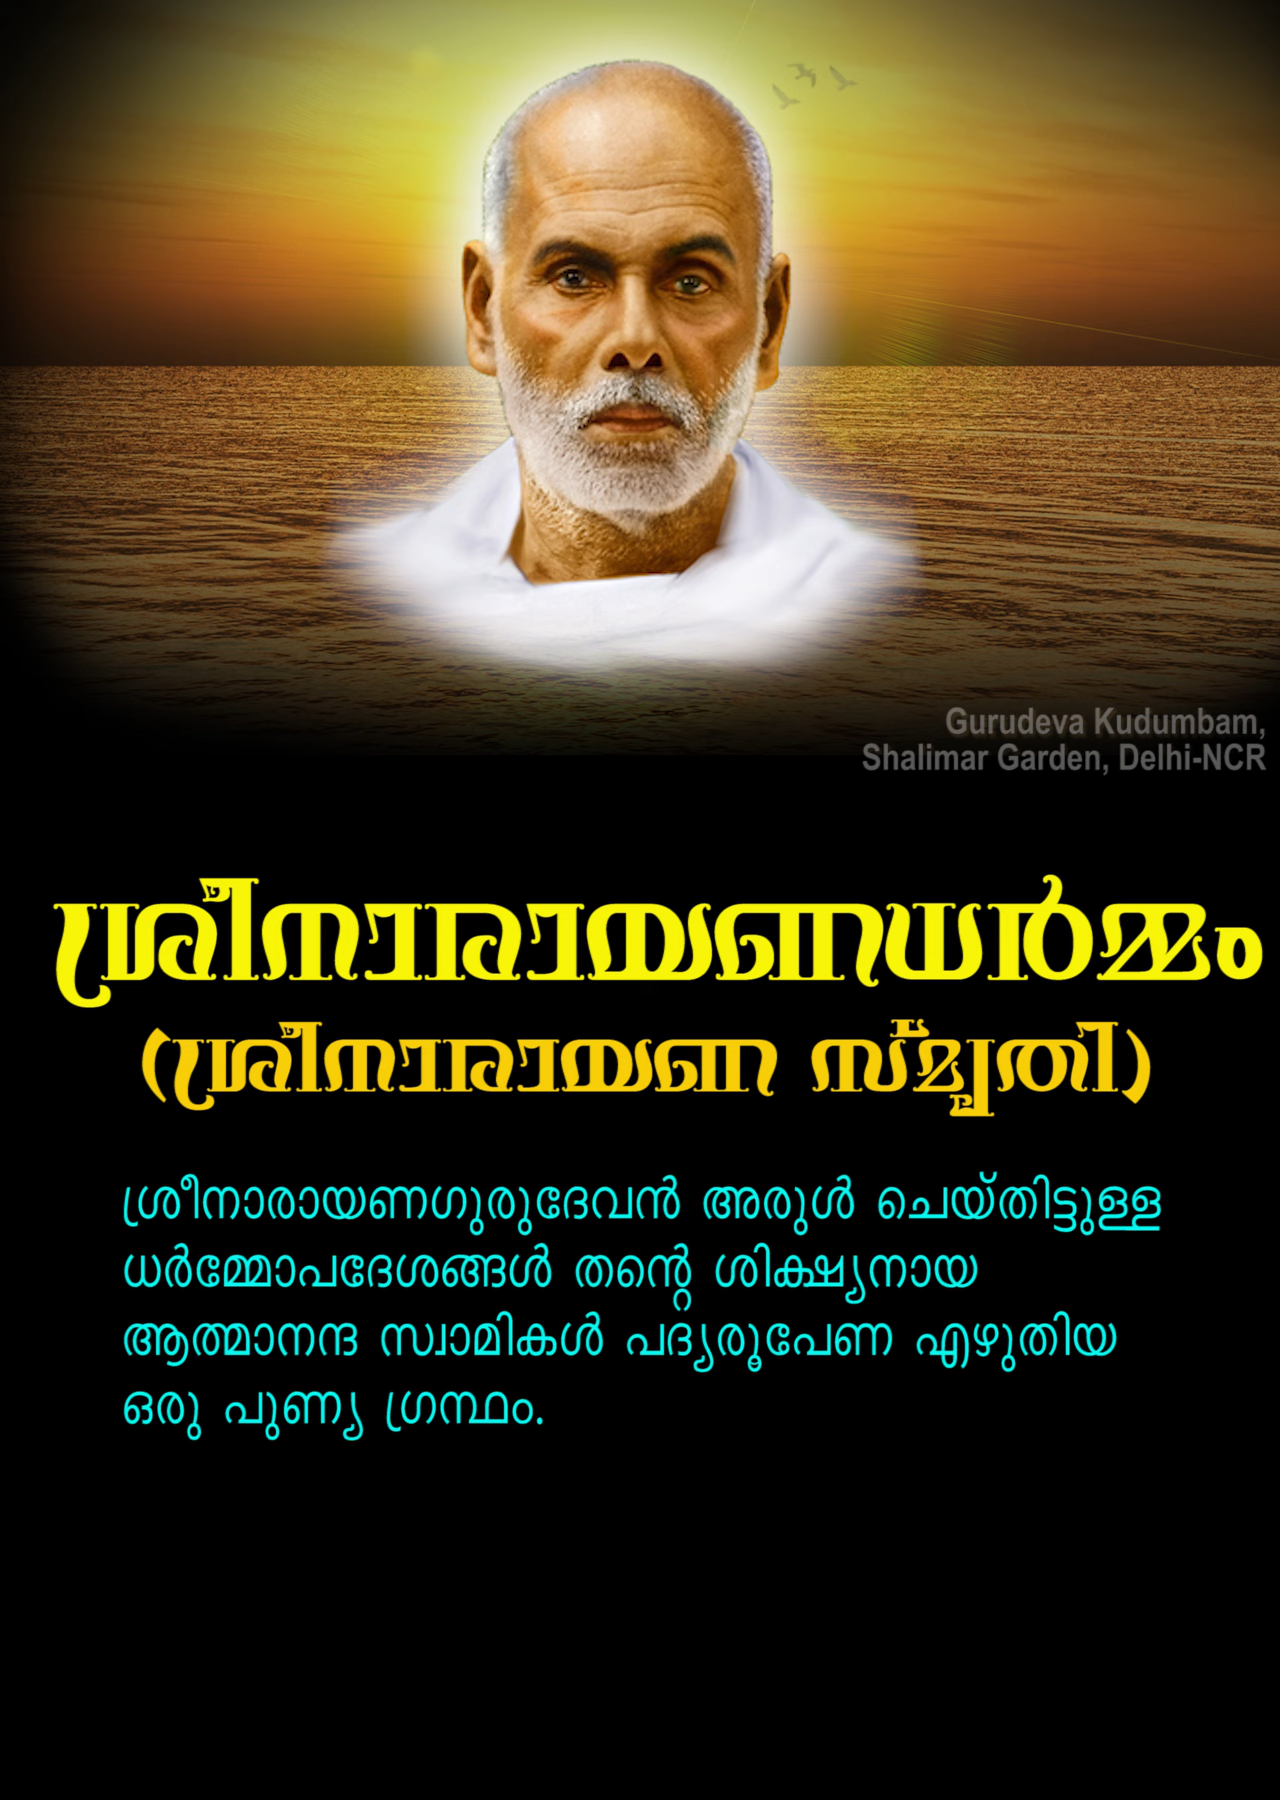 Gurudeva Kudumbam,
Shalimar Garden, Delhi-NCR
ശ്രീനാരായണധർമ്മം
(ശ്രീനാരായണ സ്മൃതി)
ശ്രീനാരായണഗുരുദേവൻ അരുൾ ചെയ്തിട്ടുള്ള
ധർമ്മോപദേശങ്ങൾ തന്റെ ശിക്ഷ്യനായ
ആത്മാനന്ദ സ്വാമികൾ പദ്യരൂപേണ എഴുതിയ
ഒരു പുണ്യ ഗ്രന്ഥം.